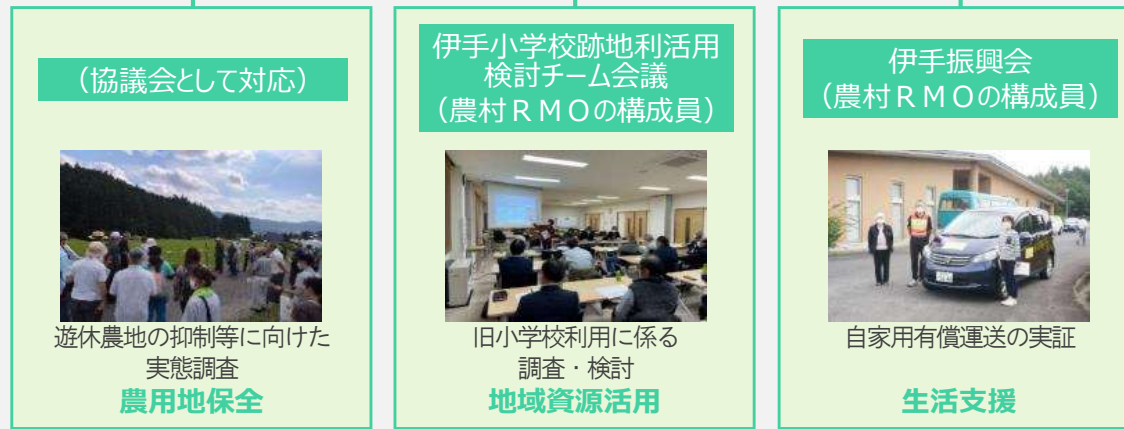 （協議会として対応）
遊休農地の抑制等に向けた
実態調査
農用地保全
伊手小学校跡地利活用
検討チーム会議
（農村ＲＭＯの構成員）
旧小学校利用に係る
調査・検討
地域資源活用
伊手振興会
（農村ＲＭＯの構成員）
自家用有償運送の実証
生活支援